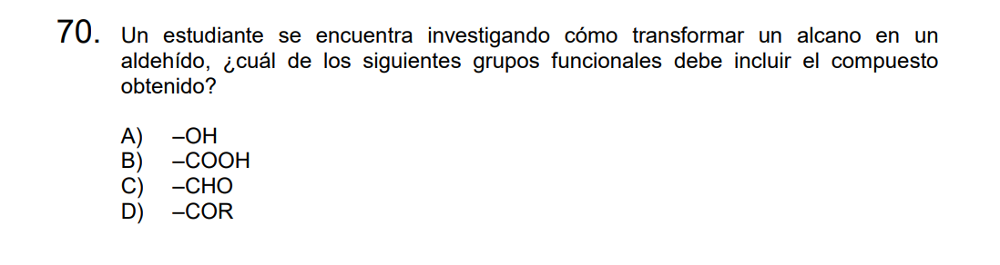 70. Un estudiante se encuentra investigando cómo transformar un alcano en un
aldehído, ¿cuál de los siguientes grupos funcionales debe incluir el compuesto
obtenido?
A) –OH
B) –COOH
C) –CHO
D) –COR